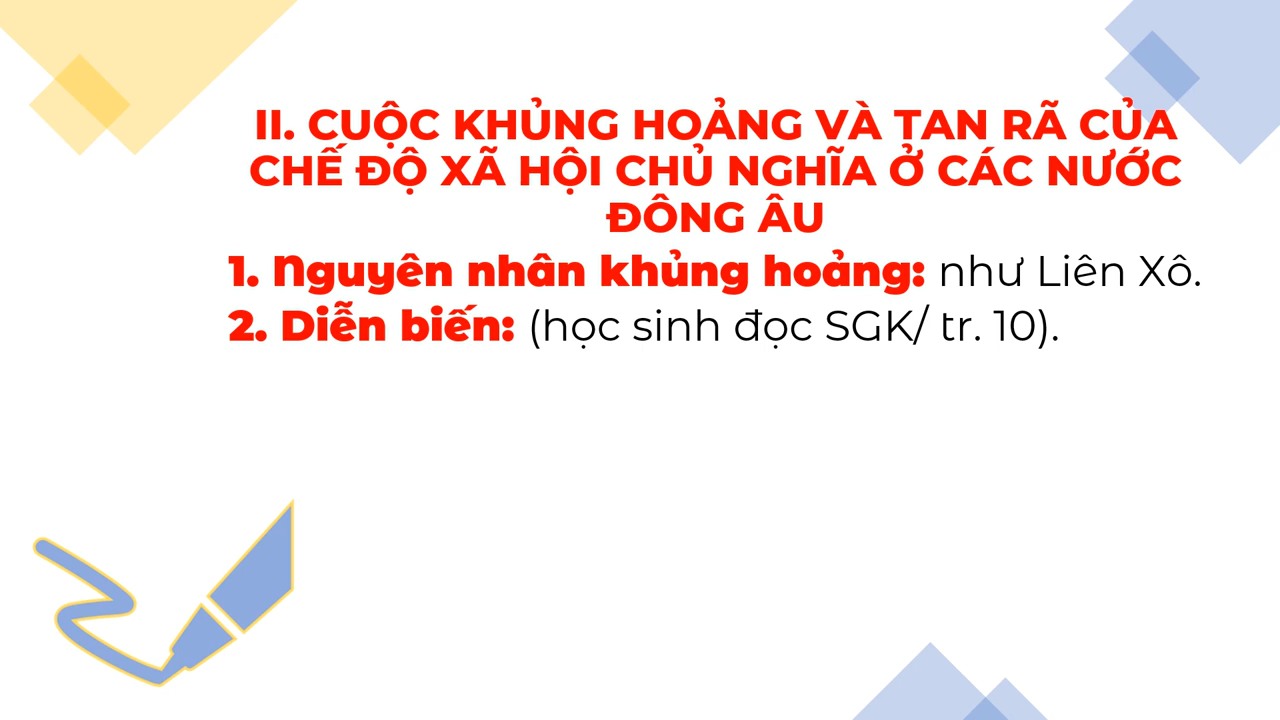 II. CUỘC KHỦNG HOẢNG VÀ TAN RÃ CỦA
CHẾ ĐỘ XÃ HỘI CHỦ NGHĨA Ở CÁC NƯỚC
ĐÔNG ÂU
1. Nguyên nhân khủng hoảng: như Liên Xô.
2. Diễn biến: (học sinh đọc SGK/ tr. 10).